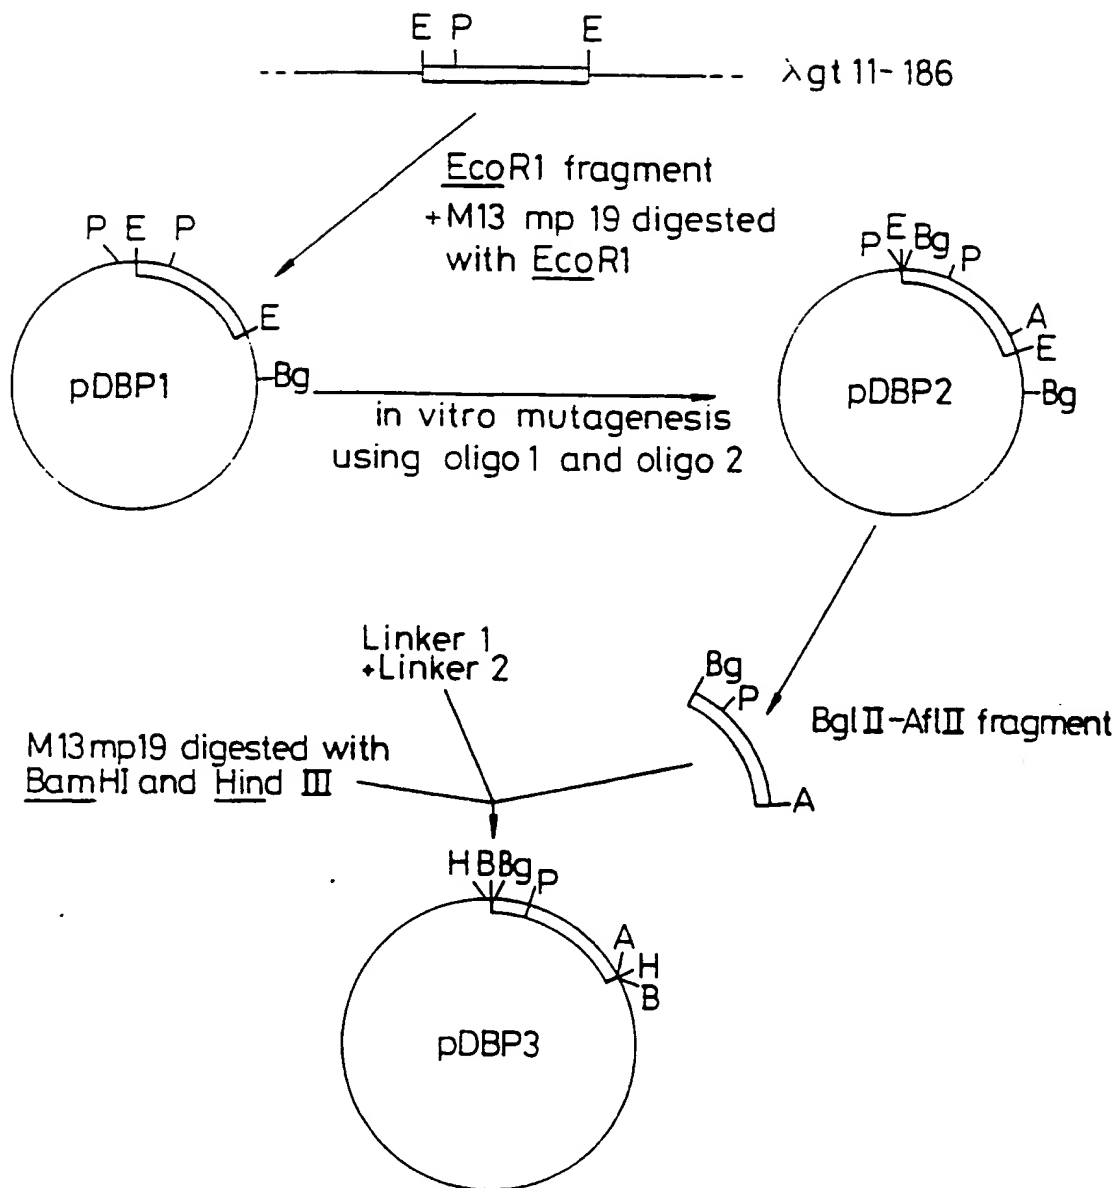 E P E
λgt 11-186
EcoR1 fragment
+M13 mp 19 digested
with EcoR1
P E P
E
Bg
pDBP1
in vitro mutagenesis
using oligo 1 and oligo 2
P E Bg P
A
E
Bg
pDBP2
Linker 1
+Linker 2
M13mp19 digested with
BamHI and Hind III
Bg
P
A
BglII-AflII fragment
H B Bg P
A
H
B
pDBP3